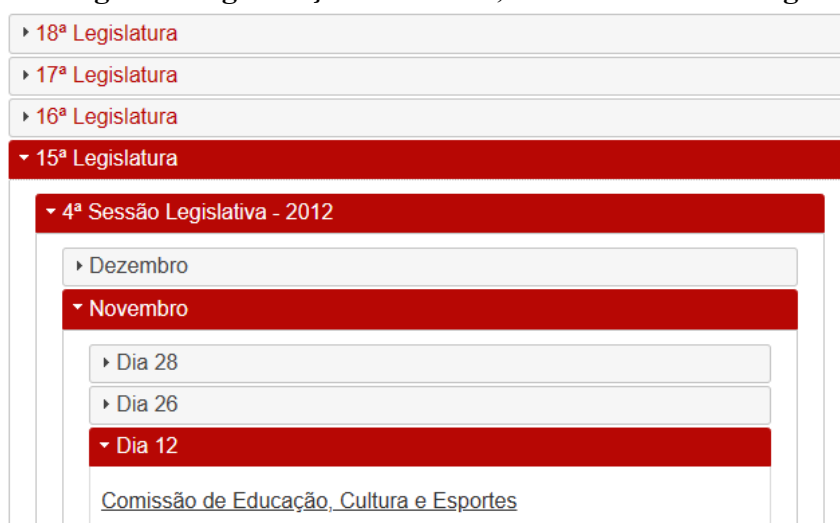 18ª Legislatura
17ª Legislatura
16ª Legislatura
15ª Legislatura
4ª Sessão Legislativa - 2012
Dezembro
Novembro
Dia 28
Dia 26
Dia 12
Comissão de Educação, Cultura e Esportes